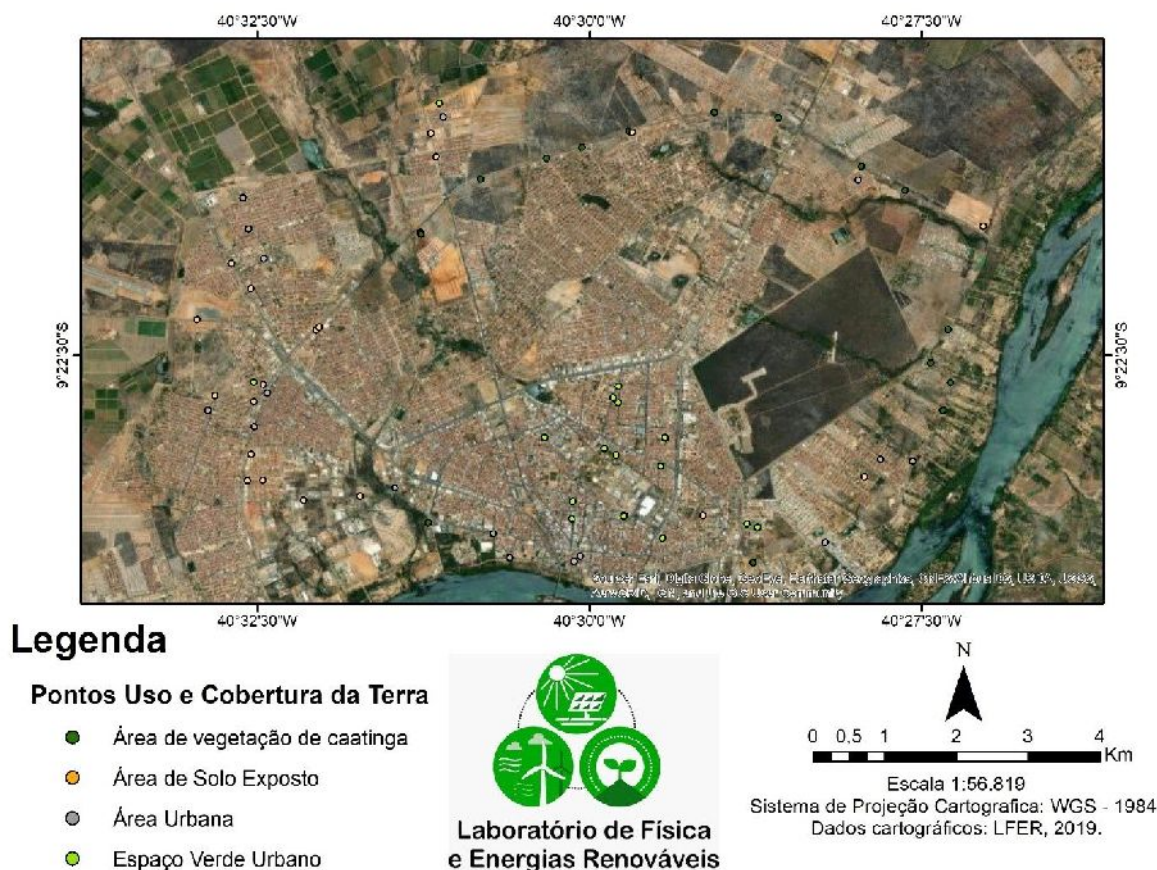 40°32'30"W 40°30'0"W 40°27'30"W
9°22'30"S 9°22'30"S
40°32'30"W 40°30'0"W 40°27'30"W
Legenda
Pontos Uso e Cobertura da Terra
Área de vegetação de caatinga
Área de Solo Exposto
Área Urbana
Espaço Verde Urbano
Laboratório de Física
e Energias Renováveis
N
0 0,5 1 2 3 4
Km
Escala 1:56.819
Sistema de Projeção Cartografica: WGS - 1984
Dados cartográficos: LFER, 2019.